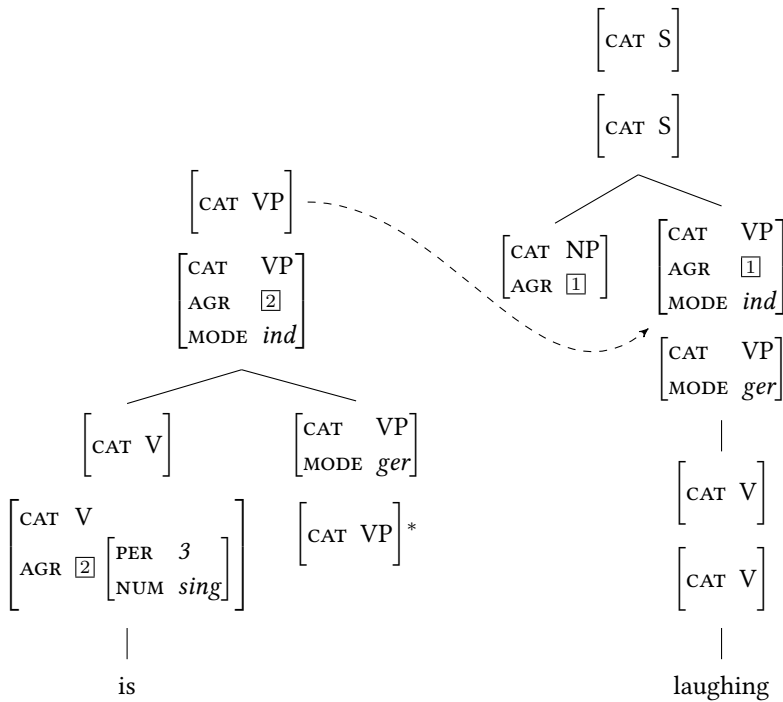 [CAT S]
[CAT S]
[CAT VP]
[CAT NP
AGR 1]
[CAT VP
AGR 1
MODE ind]
[CAT VP
AGR 2
MODE ind]
[CAT VP
MODE ger]
[CAT V]
[CAT VP
MODE ger]
[CAT V]
[CAT V
AGR 2 [PER 3
NUM sing]]
[CAT VP]*
[CAT V]
is
laughing